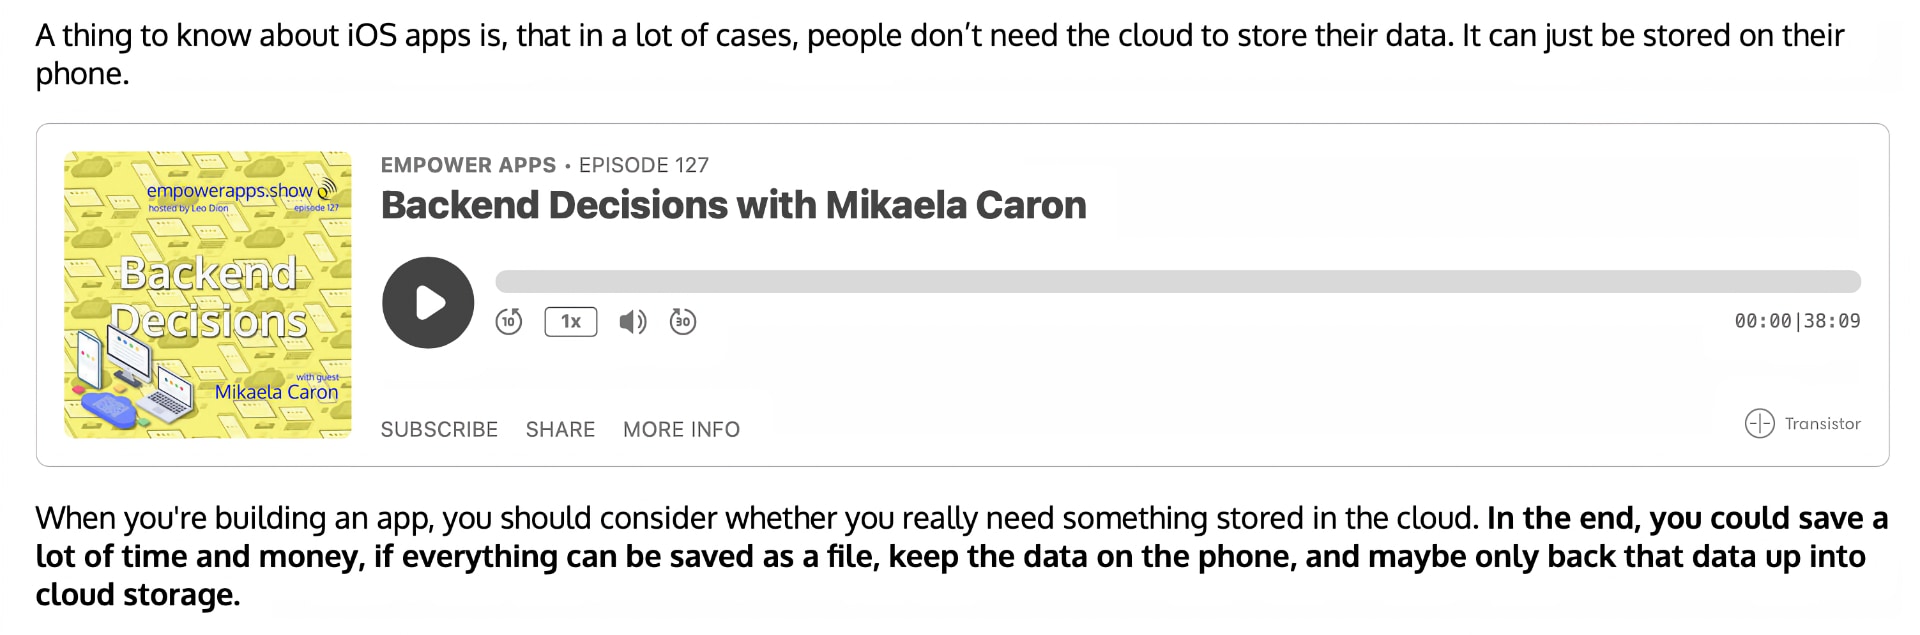 A thing to know about iOS apps is, that in a lot of cases, people don’t need the cloud to store their data. It can just be stored on their
phone.
empowerapps.show
hosted by Leo Dion
episode 127
Backend
Decisions
with guest
Mikaela Caron
EMPOWER APPS • EPISODE 127
Backend Decisions with Mikaela Caron
10
1x
30
00:00|38:09
SUBSCRIBE SHARE MORE INFO
Transistor
When you're building an app, you should consider whether you really need something stored in the cloud. In the end, you could save a
lot of time and money, if everything can be saved as a file, keep the data on the phone, and maybe only back that data up into
cloud storage.